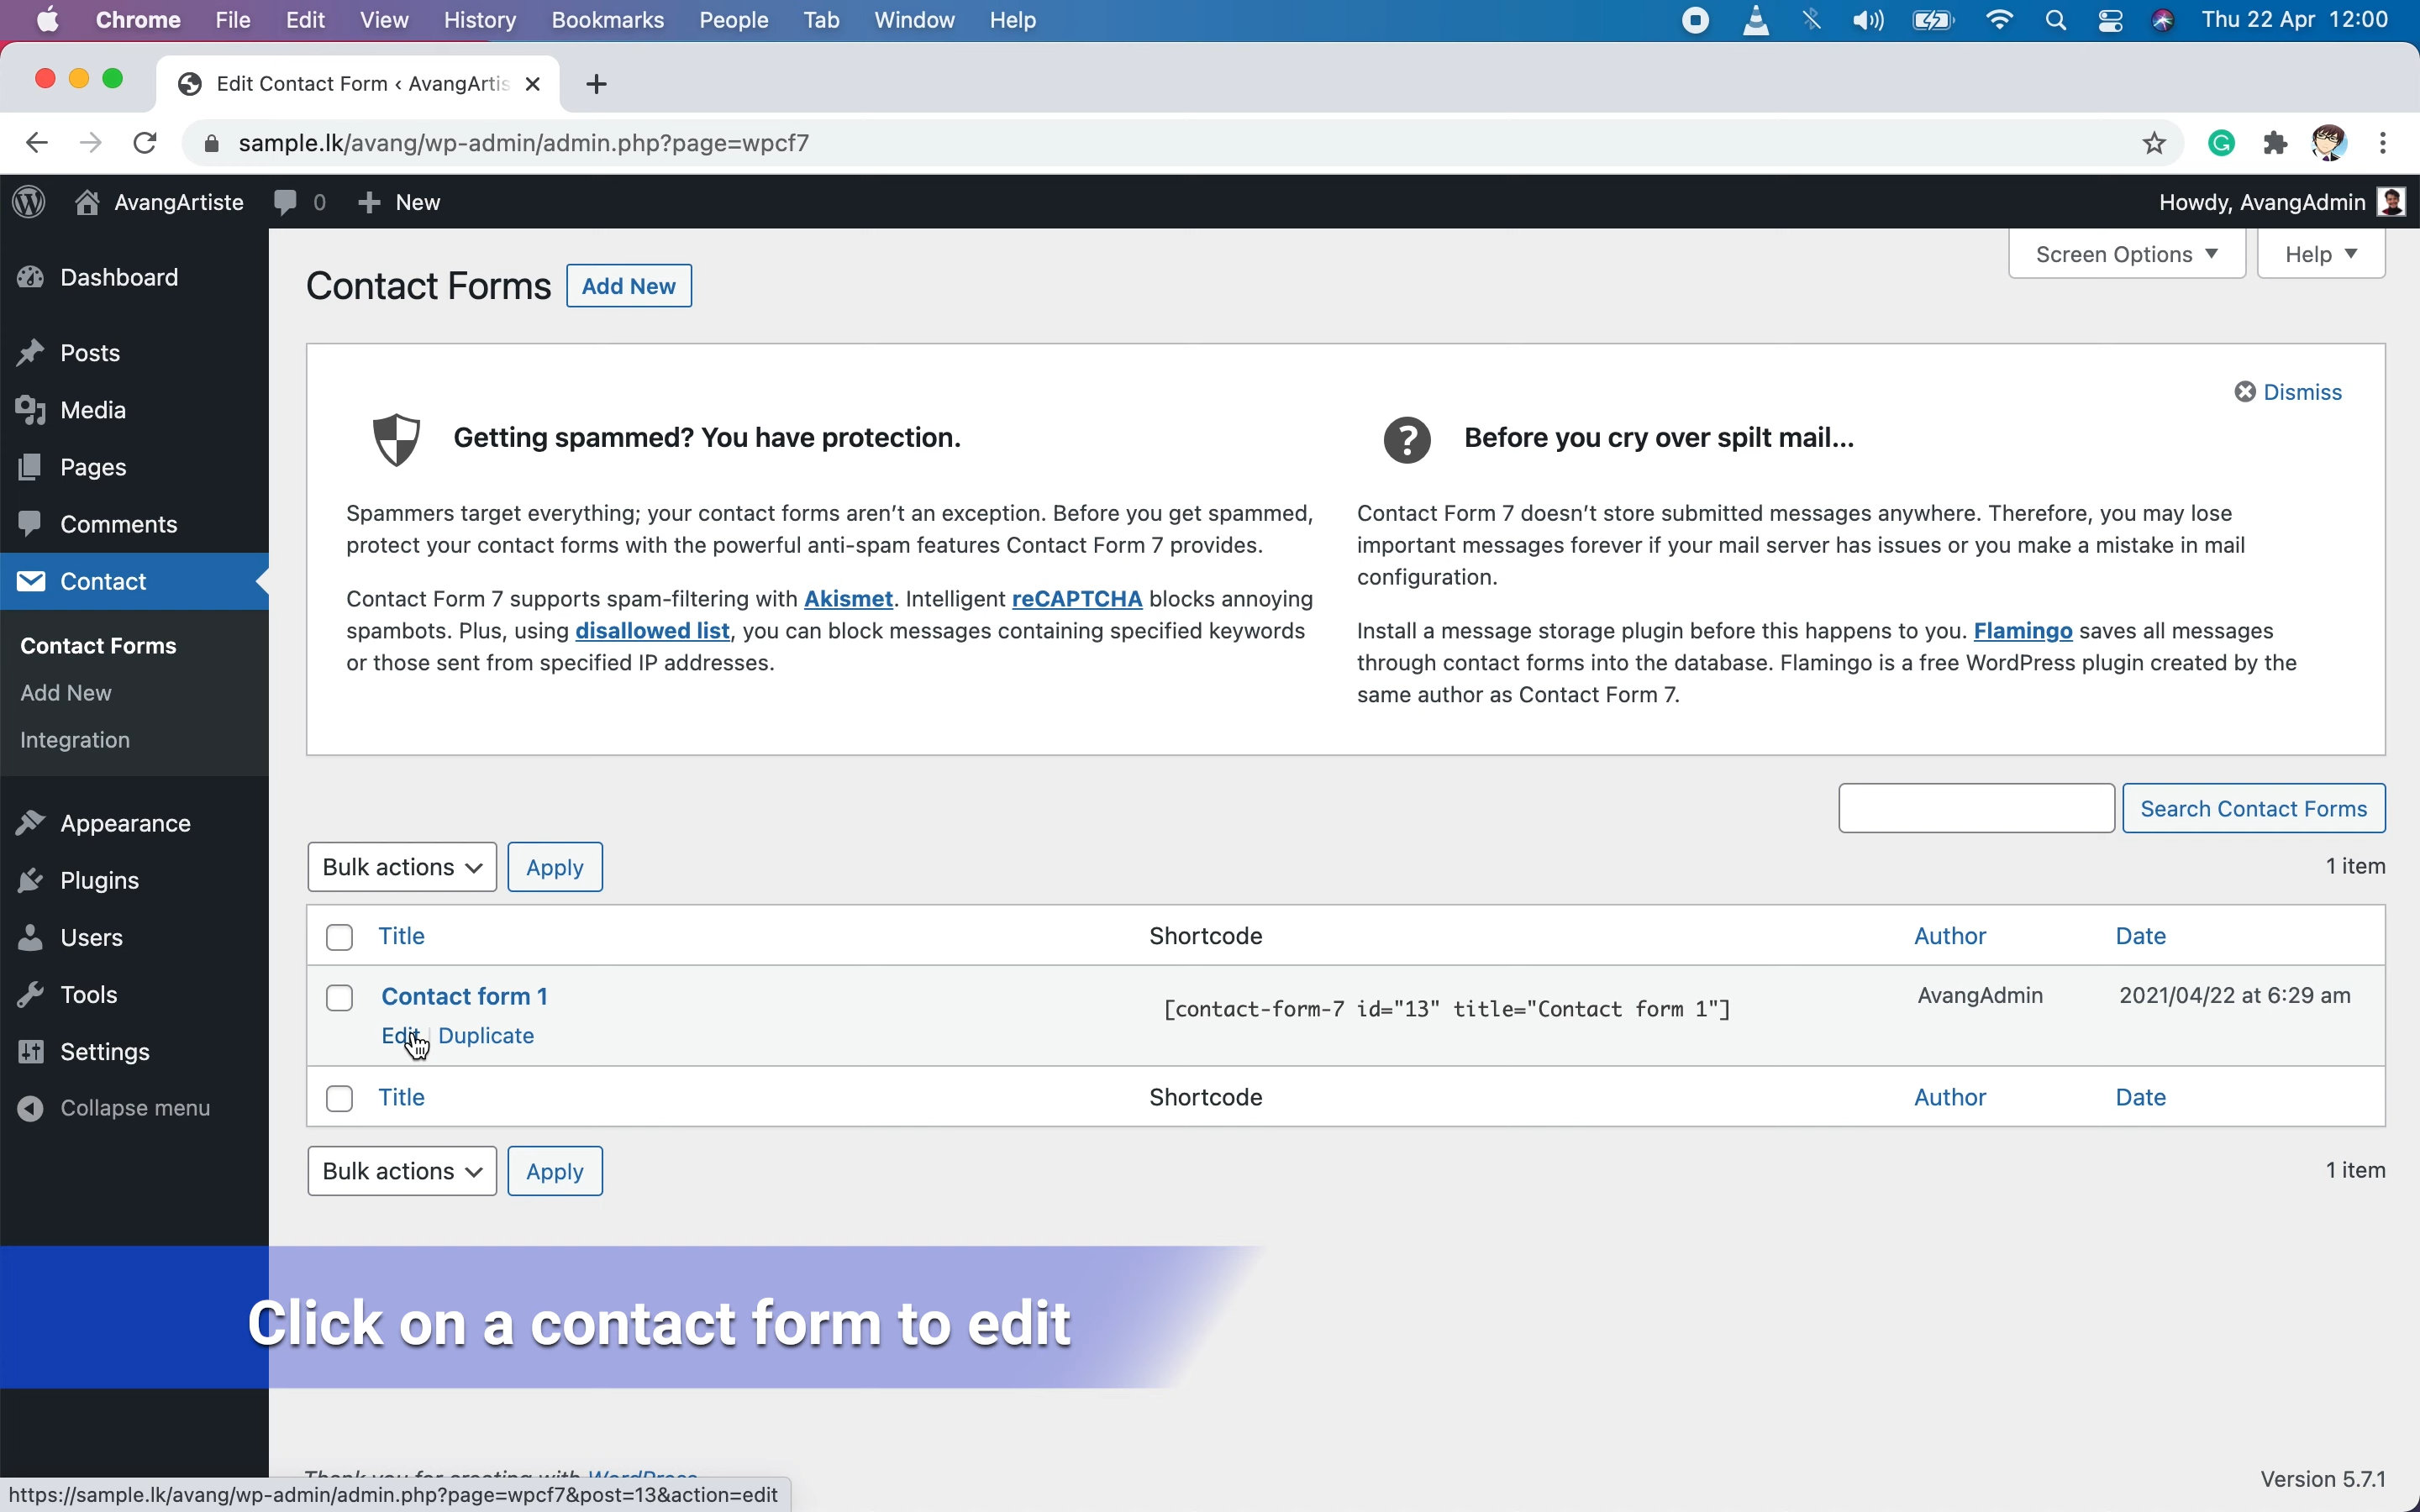 Chrome File Edit View History Bookmarks People Tab Window Help Thu 22 Apr 12:00
Edit Contact Form ‹ AvangArtis
sample.lk/avang/wp-admin/admin.php?page=wpcf7
AvangArtiste 0 New Howdy, AvangAdmin
Screen Options Help
Contact Forms Add New
Dashboard
Posts
Media
Pages
Comments
Contact
Contact Forms
Add New
Integration
Appearance
Plugins
Users
Tools
Settings
Collapse menu
Dismiss
Getting spammed? You have protection.
Spammers target everything; your contact forms aren’t an exception. Before you get spammed,
protect your contact forms with the powerful anti-spam features Contact Form 7 provides.
Contact Form 7 supports spam-filtering with Akismet. Intelligent reCAPTCHA blocks annoying
spambots. Plus, using disallowed list, you can block messages containing specified keywords
or those sent from specified IP addresses.
Before you cry over spilt mail…
Contact Form 7 doesn’t store submitted messages anywhere. Therefore, you may lose
important messages forever if your mail server has issues or you make a mistake in mail
configuration.
Install a message storage plugin before this happens to you. Flamingo saves all messages
through contact forms into the database. Flamingo is a free WordPress plugin created by the
same author as Contact Form 7.
Search Contact Forms
Bulk actions Apply 1 item
Title Shortcode Author Date
Contact form 1 [contact-form-7 id="13" title="Contact form 1"] AvangAdmin 2021/04/22 at 6:29 am
Edit | Duplicate
Title Shortcode Author Date
Bulk actions Apply 1 item
Click on a contact form to edit
Thank you for creating with WordPress Version 5.7.1
https://sample.lk/avang/wp-admin/admin.php?page=wpcf7&post=13&action=edit